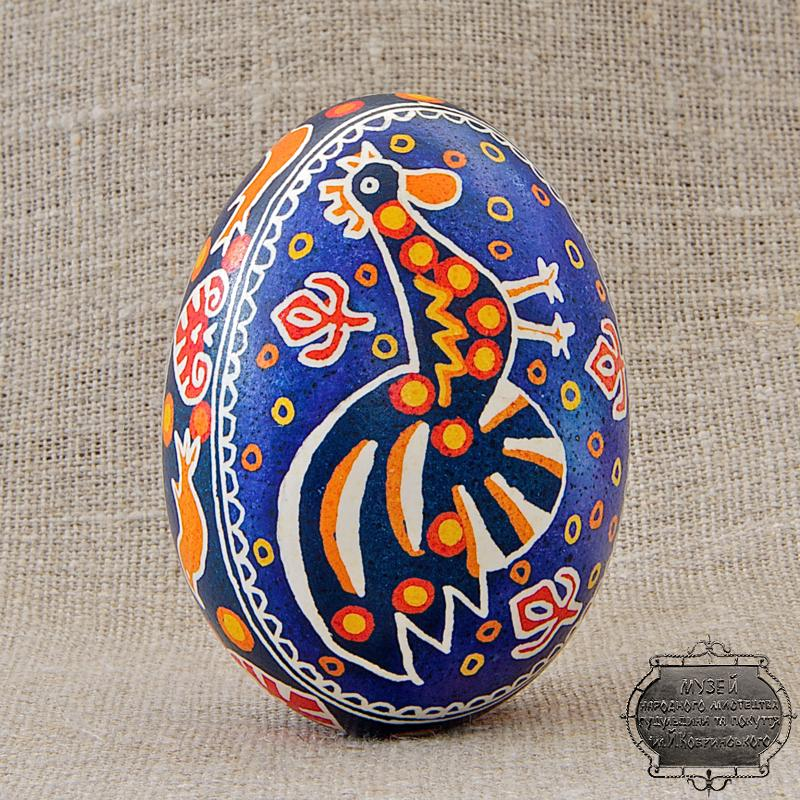 МУЗЕЙ
НАРОДНОГО МИСТЕЦТВА
ГУЦУЛЬЩИНИ ТА ПОКУТТЯ
ім. Й. КОБРИНСЬКОГО